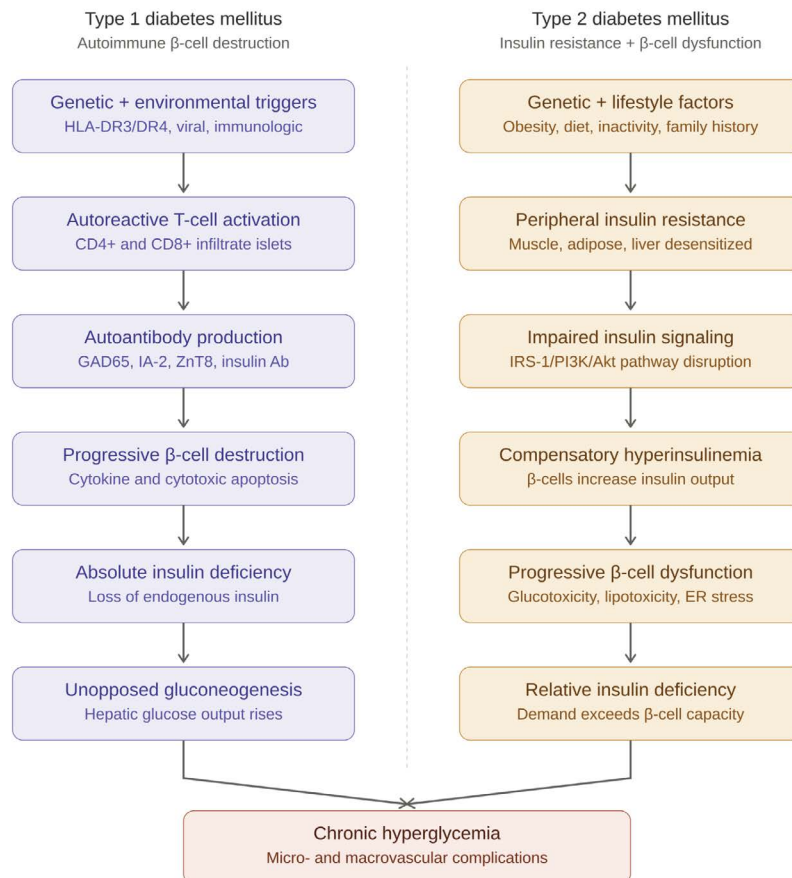 Type 1 diabetes mellitus
Autoimmune β-cell destruction
Genetic + environmental triggers
HLA-DR3/DR4, viral, immunologic
Autoreactive T-cell activation
CD4+ and CD8+ infiltrate islets
Autoantibody production
GAD65, IA-2, ZnT8, insulin Ab
Progressive β-cell destruction
Cytokine and cytotoxic apoptosis
Absolute insulin deficiency
Loss of endogenous insulin
Unopposed gluconeogenesis
Hepatic glucose output rises
Type 2 diabetes mellitus
Insulin resistance + β-cell dysfunction
Genetic + lifestyle factors
Obesity, diet, inactivity, family history
Peripheral insulin resistance
Muscle, adipose, liver desensitized
Impaired insulin signaling
IRS-1/PI3K/Akt pathway disruption
Compensatory hyperinsulinemia
β-cells increase insulin output
Progressive β-cell dysfunction
Glucotoxicity, lipotoxicity, ER stress
Relative insulin deficiency
Demand exceeds β-cell capacity
Chronic hyperglycemia
Micro- and macrovascular complications